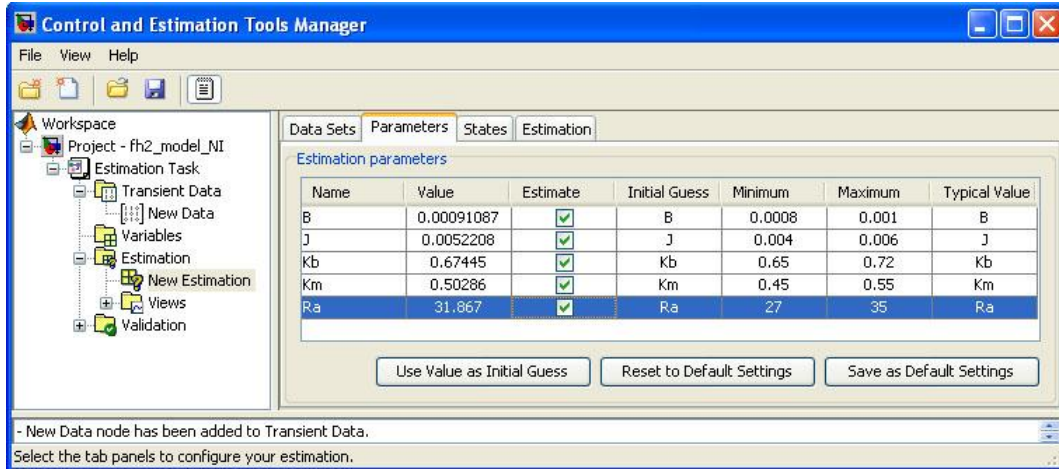 Control and Estimation Tools Manager
File View Help
Workspace
Project - fh2_model_NI
Estimation Task
Transient Data
New Data
Variables
Estimation
New Estimation
Views
Validation
Data Sets Parameters States Estimation
Estimation parameters
Name Value Estimate Initial Guess Minimum Maximum Typical Value
B 0.00091087 B 0.0008 0.001 B
J 0.0052208 J 0.004 0.006 J
Kb 0.67445 Kb 0.65 0.72 Kb
Km 0.50286 Km 0.45 0.55 Km
Ra 31.867 Ra 27 35 Ra
Use Value as Initial Guess Reset to Default Settings Save as Default Settings
- New Data node has been added to Transient Data.
Select the tab panels to configure your estimation.